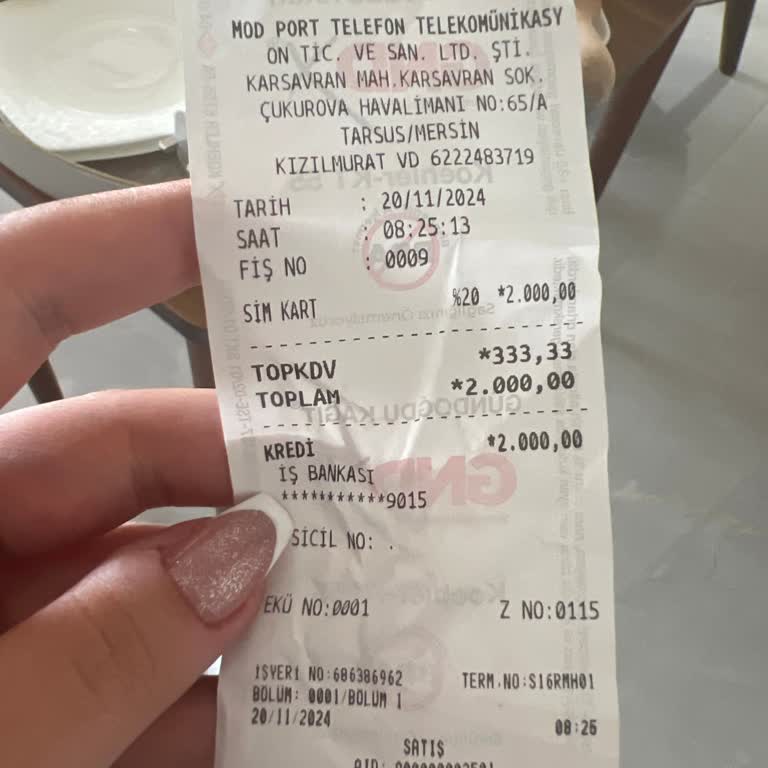 MOD PORT TELEFON TELEKOMÜNİKASY
ON TİC. VE SAN. LTD. ŞTİ.
KARSAVRAN MAH.KARSAVRAN SOK.
ÇUKUROVA HAVALİMANI NO:65/A
TARSUS/MERSİN
KIZILMURAT VD 6222483719
TARİH : 20/11/2024
SAAT : 08:25:13
FİŞ NO : 0009
SİM KART %20 *2.000,00
TOPKDV *333,33
TOPLAM *2.000,00
KREDİ *2.000,00
İŞ BANKASI
***********9015
SİCİL NO: .
EKÜ NO:0001 Z NO:0115
İŞYERİ NO:686386962 TERM.NO:S16RMH01
BÖLÜM: 0001/BÖLÜM 1
20/11/2024 08:26
SATIŞ